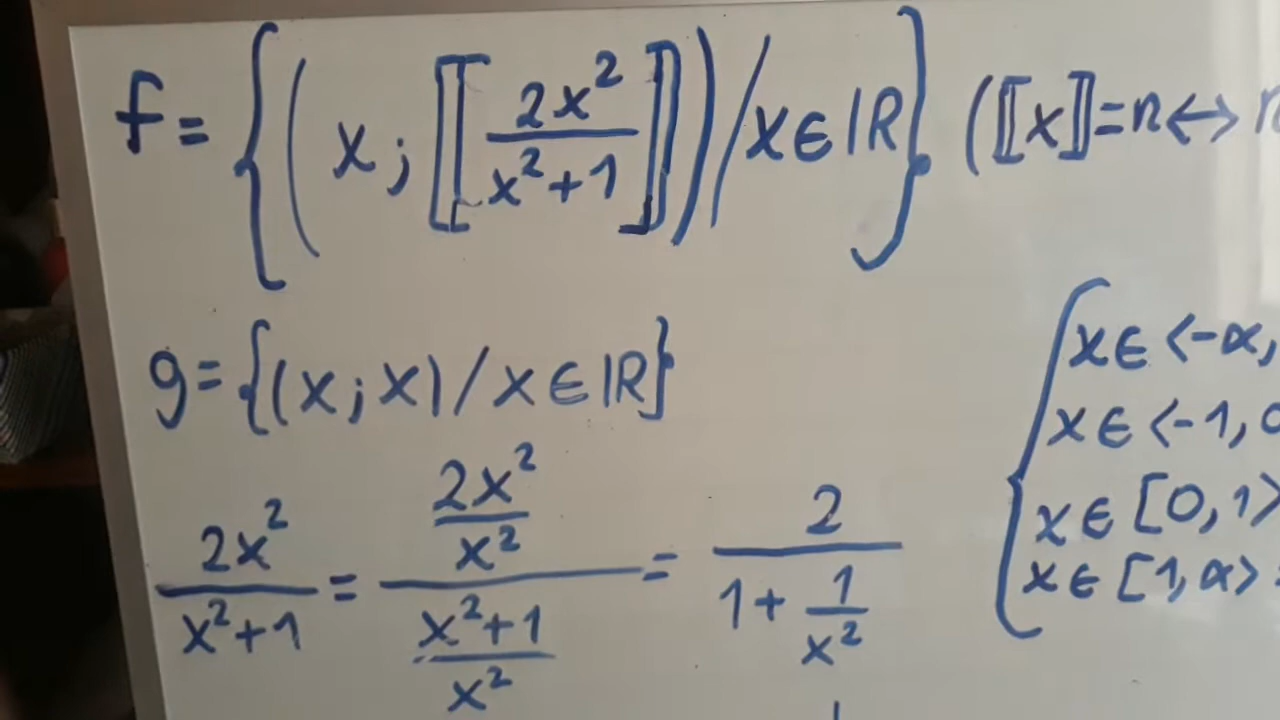 f = {(x; [[2x²/(x²+1)]]) / x∈ℝ} ([[x]]=n↔
g = {(x; x) / x∈ℝ}
2x²/(x²+1) = (2x²/x²)/((x²+1)/x²) = 2/(1+1/x²)
x∈<-∝,
x∈<-1, 0
x∈[0, 1>
x∈[1, ∝>